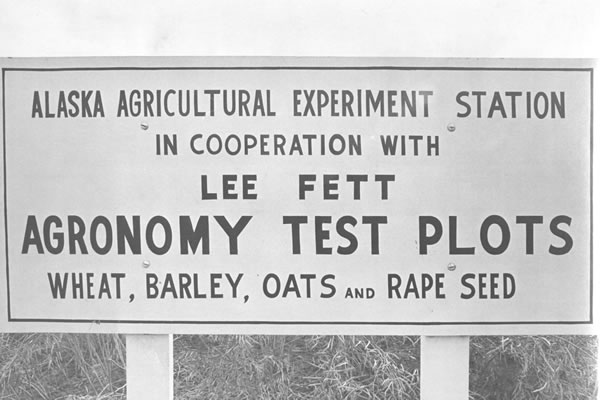 ALASKA AGRICULTURAL EXPERIMENT STATION
IN COOPERATION WITH
LEE FETT
AGRONOMY TEST PLOTS
WHEAT, BARLEY, OATS AND RAPE SEED